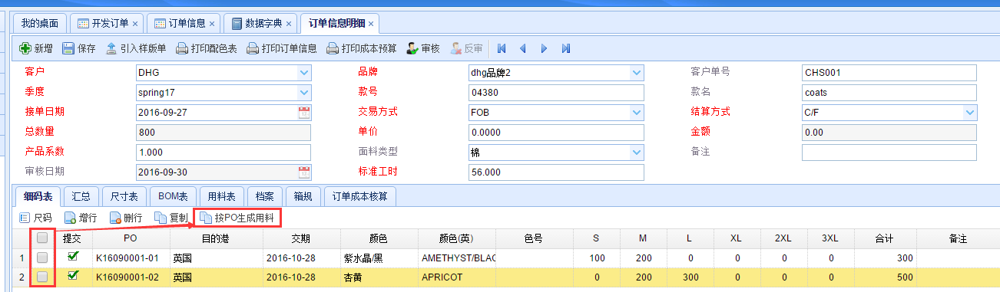 我的桌面 开发订单 × 订单信息 × 数据字典 × 订单信息明细 ×
新增 保存 引入样版单 打印配色表 打印订单信息 打印成本预算 审核 反审
客户 DHG 品牌 dhg品牌2 客户单号 CHS001
季度 spring17 款号 04380 款名 coats
接单日期 2016-09-27 交易方式 FOB 结算方式 C/F
总数量 800 单价 0.0000 金额 0.00
产品系数 1.000 面料类型 棉 备注
审核日期 2016-09-30 标准工时 56.000
细码表 汇总 尺寸表 BOM表 用料表 档案 箱规 订单成本核算
尺码 增行 删行 复制 按PO生成用料
提交 PO 目的港 交期 颜色 颜色(英) 色号 S M L XL 2XL 3XL 合计 备注
1 K16090001-01 英国 2016-10-28 紫水晶/黑 AMETHYST/BLAC 100 200 0 0 0 0 300
2 K16090001-02 英国 2016-10-28 杏黄 APRICOT 0 200 300 0 0 0 500